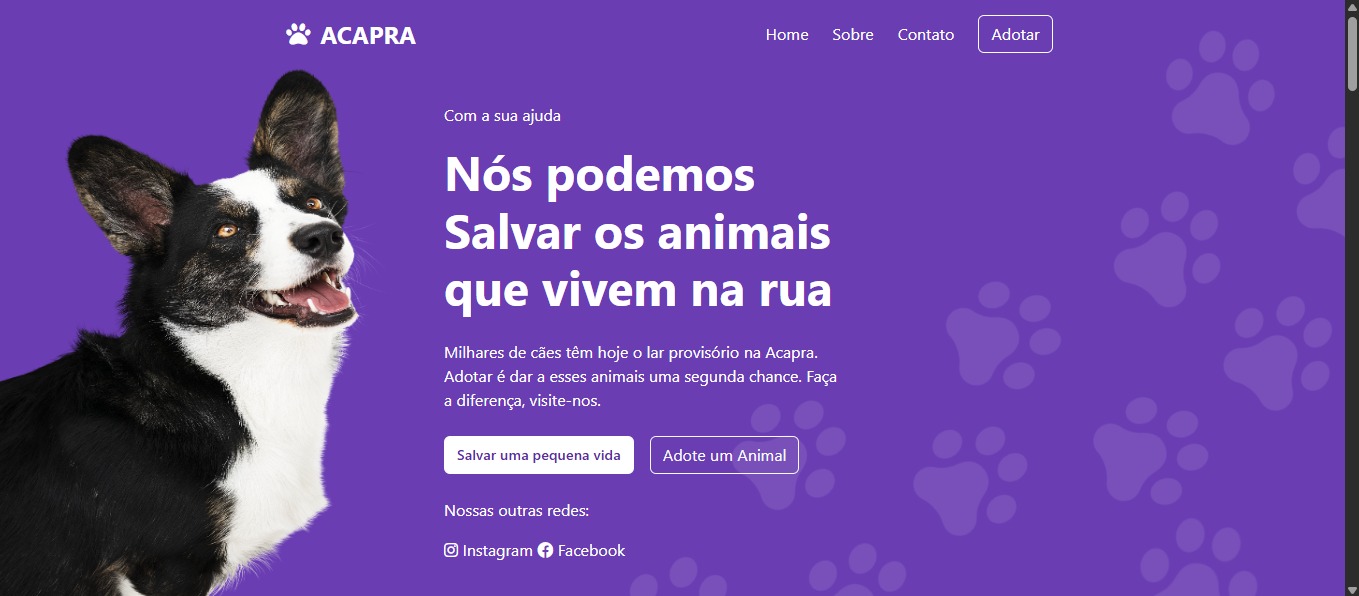 ACAPRA
Home Sobre Contato Adotar
Com a sua ajuda
Nós podemos
Salvar os animais
que vivem na rua
Milhares de cães têm hoje o lar provisório na Acapra.
Adotar é dar a esses animais uma segunda chance. Faça
a diferença, visite-nos.
Salvar uma pequena vida Adote um Animal
Nossas outras redes:
Instagram Facebook